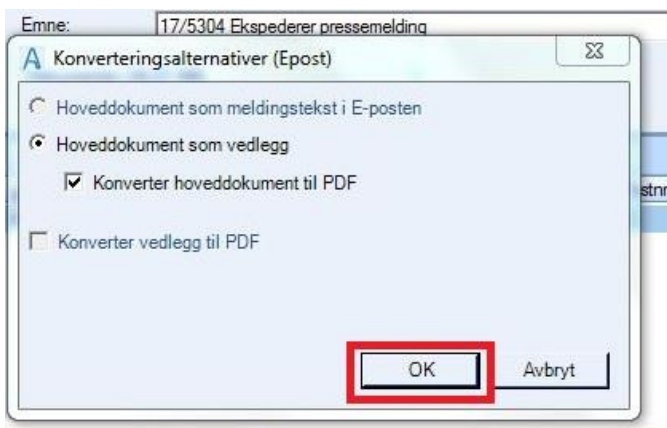 Emne: 17/5304 Ekspederer pressemelding
Konverteringsalternativer (Epost)
Hoveddokument som meldingstekst i E-posten
Hoveddokument som vedlegg
Konverter hoveddokument til PDF
stnr
Konverter vedlegg til PDF
OK Avbryt